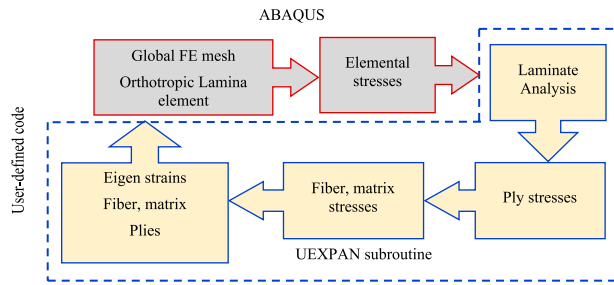 ABAQUS
Global FE mesh
Orthotropic Lamina
element
Elemental
stresses
Laminate
Analysis
User-defined code
Eigen strains
Fiber, matrix
Plies
Fiber, matrix
stresses
Ply stresses
UEXPAN subroutine